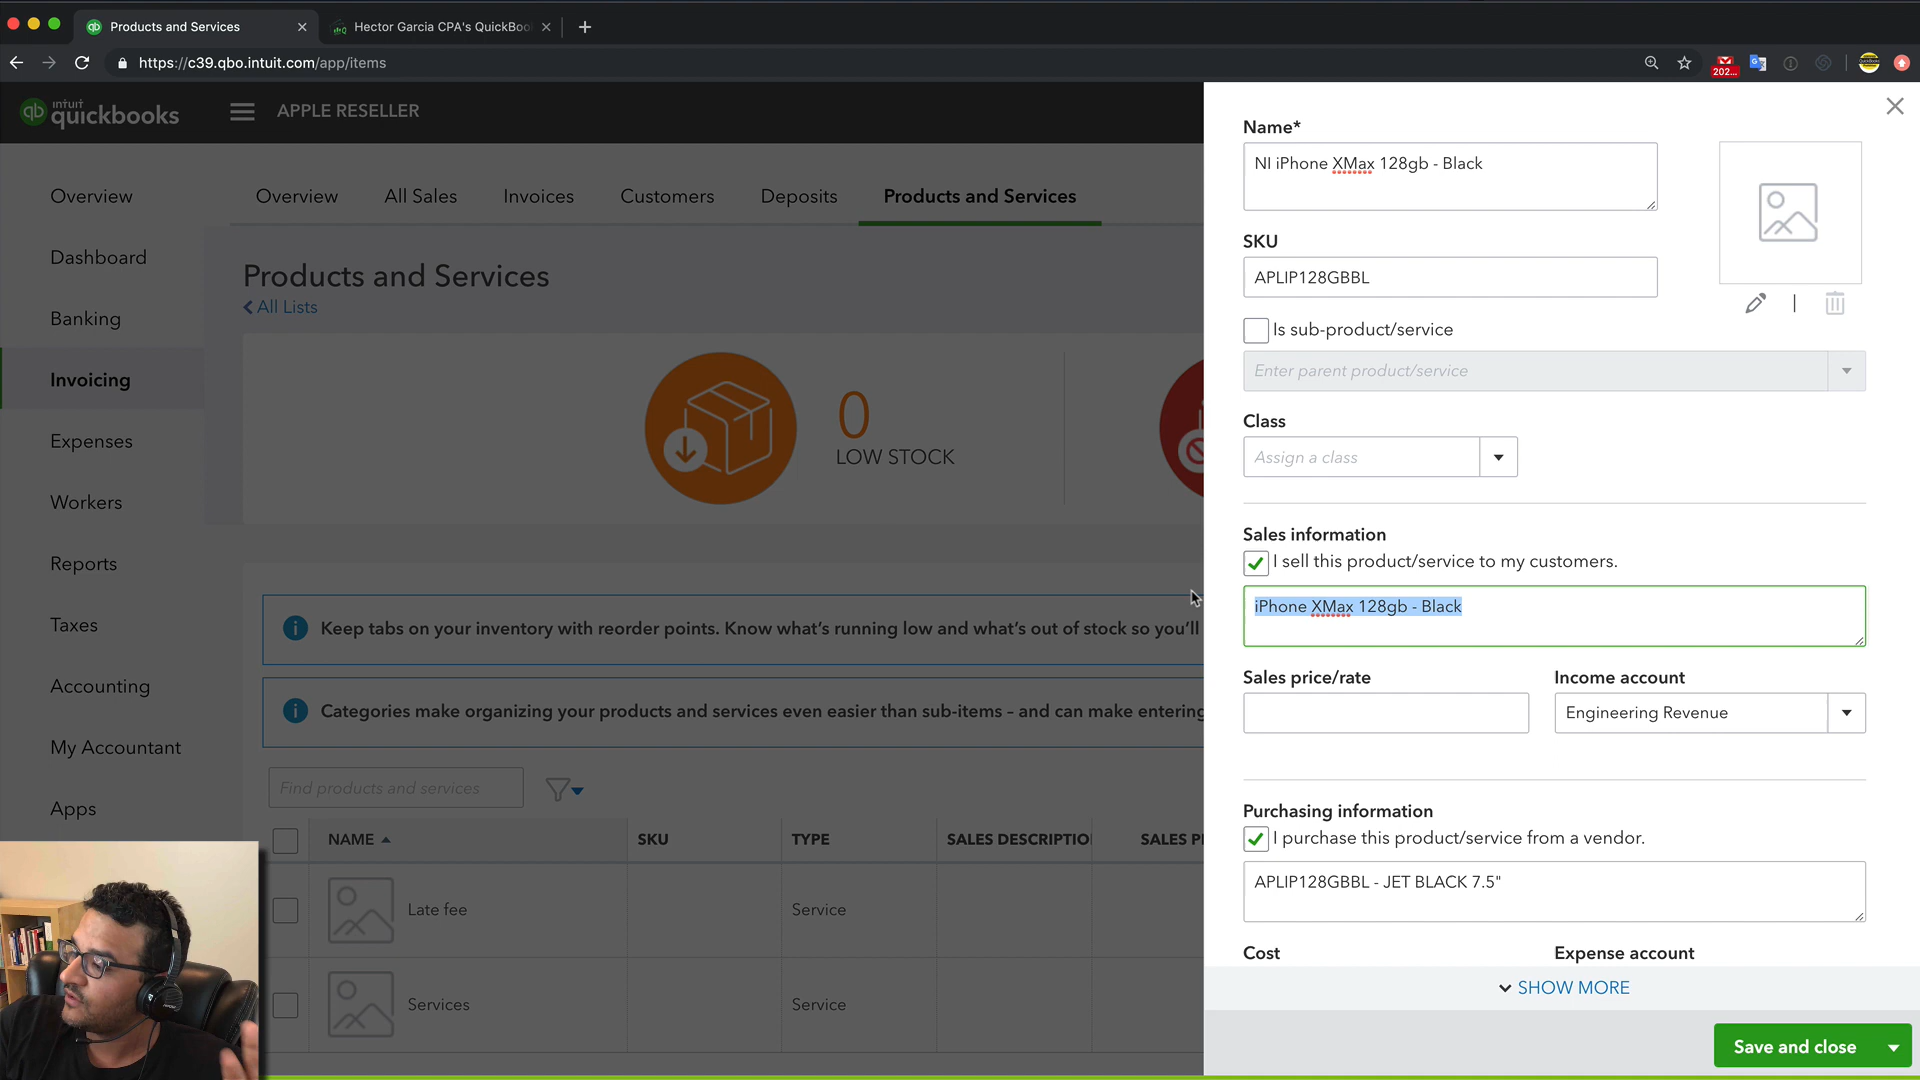 Products and Services
Hector Garcia CPA's QuickBoo
https://c39.qbo.intuit.com/app/items
202...
qb
intuit
quickbooks
APPLE RESELLER
Overview
Dashboard
Banking
Invoicing
Expenses
Workers
Reports
Taxes
Accounting
My Accountant
Apps
Overview
All Sales
Invoices
Customers
Deposits
Products and Services
Products and Services
All Lists
0
LOW STOCK
Keep tabs on your inventory with reorder points. Know what's running low and what's out of stock so you'll
Categories make organizing your products and services even easier than sub-items – and can make entering
Find products and services
NAME
SKU
TYPE
SALES DESCRIPTIO
SALES P
Late fee
Service
Services
Service
Name*
NI iPhone XMax 128gb - Black
SKU
APLIP128GBBL
Is sub-product/service
Enter parent product/service
Class
Assign a class
Sales information
I sell this product/service to my customers.
iPhone XMax 128gb - Black
Sales price/rate
Income account
Engineering Revenue
Purchasing information
I purchase this product/service from a vendor.
APLIP128GBBL - JET BLACK 7.5"
Cost
Expense account
SHOW MORE
Save and close